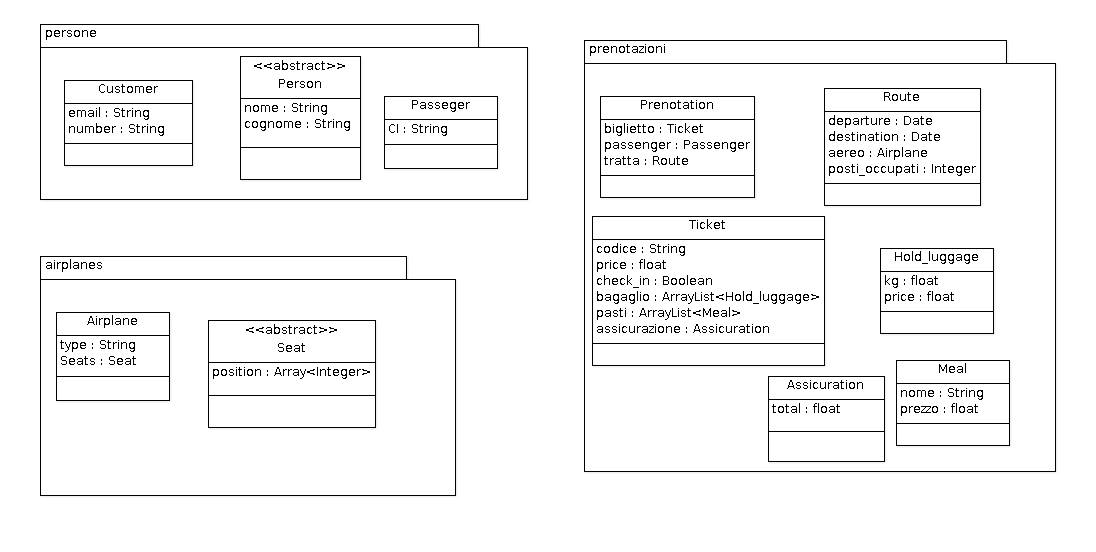 persone
Customer
email : String
number : String
<<abstract>>
Person
nome : String
cognome : String
Passeger
CI : String
airplanes
Airplane
type : String
Seats : Seat
<<abstract>>
Seat
position : Array<Integer>
prenotazioni
Prenotation
biglietto : Ticket
passenger : Passenger
tratta : Route
Route
departure : Date
destination : Date
aereo : Airplane
posti_occupati : Integer
Ticket
codice : String
price : float
check_in : Boolean
bagaglio : ArrayList<Hold_luggage>
pasti : ArrayList<Meal>
assicurazione : Assicuration
Hold_luggage
kg : float
price : float
Assicuration
total : float
Meal
nome : String
prezzo : float